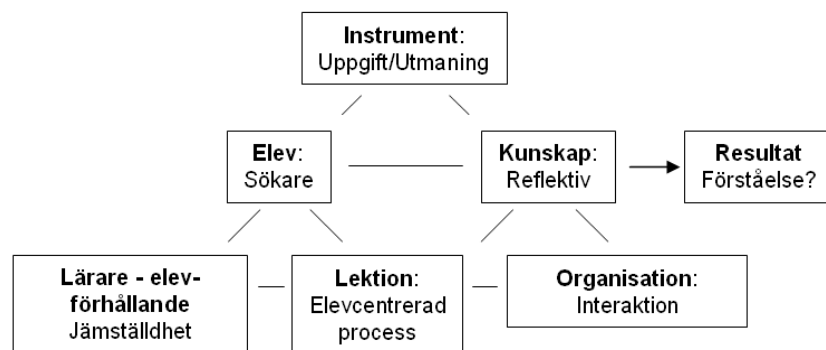 Instrument:
Uppgift/Utmaning
Elev:
Sökare
Kunskap:
Reflektiv
Resultat
Förståelse?
Lärare - elev-
förhållande
Jämställdhet
Lektion:
Elevcentrerad
process
Organisation:
Interaktion